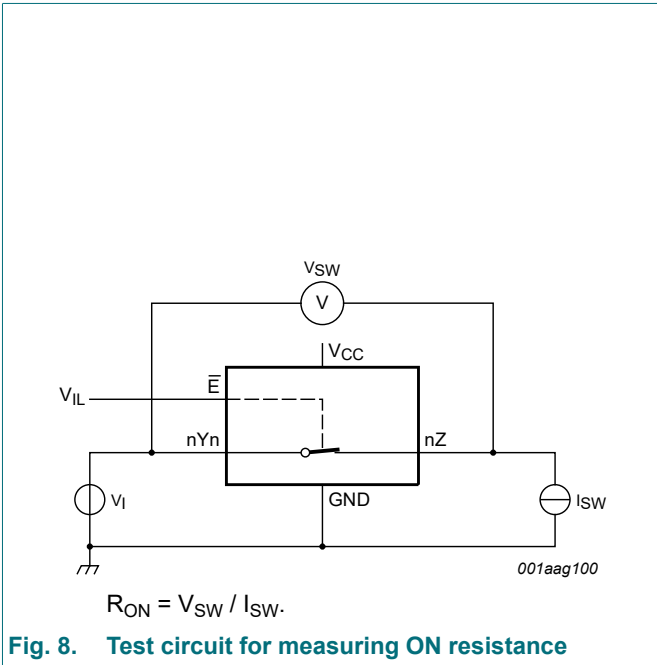 VSW
V
VCC
E̅
VIL
nYn
nZ
VI
GND
ISW
001aag100
RON = VSW / ISW.
Fig. 8. Test circuit for measuring ON resistance